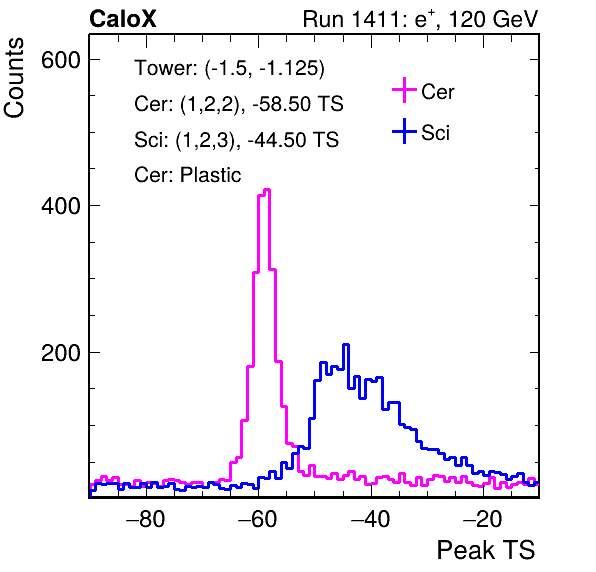 CaloX Run 1411: e+, 120 GeV
Counts
600
400
200
Tower: (-1.5, -1.125)
Cer: (1,2,2), -58.50 TS
Sci: (1,2,3), -44.50 TS
Cer: Plastic
Cer
Sci
−80 −60 −40 −20
Peak TS